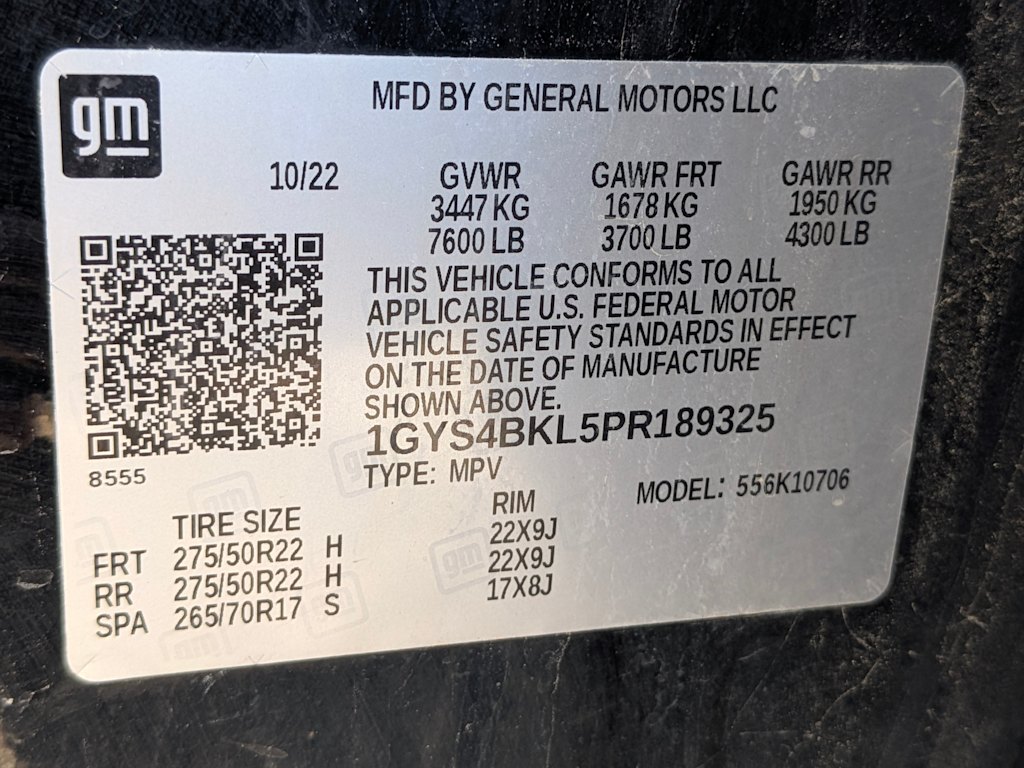 gm
MFD BY GENERAL MOTORS LLC
10/22 GVWR GAWR FRT GAWR RR
3447 KG 1678 KG 1950 KG
7600 LB 3700 LB 4300 LB
THIS VEHICLE CONFORMS TO ALL
APPLICABLE U.S. FEDERAL MOTOR
VEHICLE SAFETY STANDARDS IN EFFECT
ON THE DATE OF MANUFACTURE
SHOWN ABOVE.
1GYS4BKL5PR189325
8555
TYPE: MPV MODEL: 556K10706
TIRE SIZE RIM
FRT 275/50R22 H 22X9J
RR 275/50R22 H 22X9J
SPA 265/70R17 S 17X8J
gm